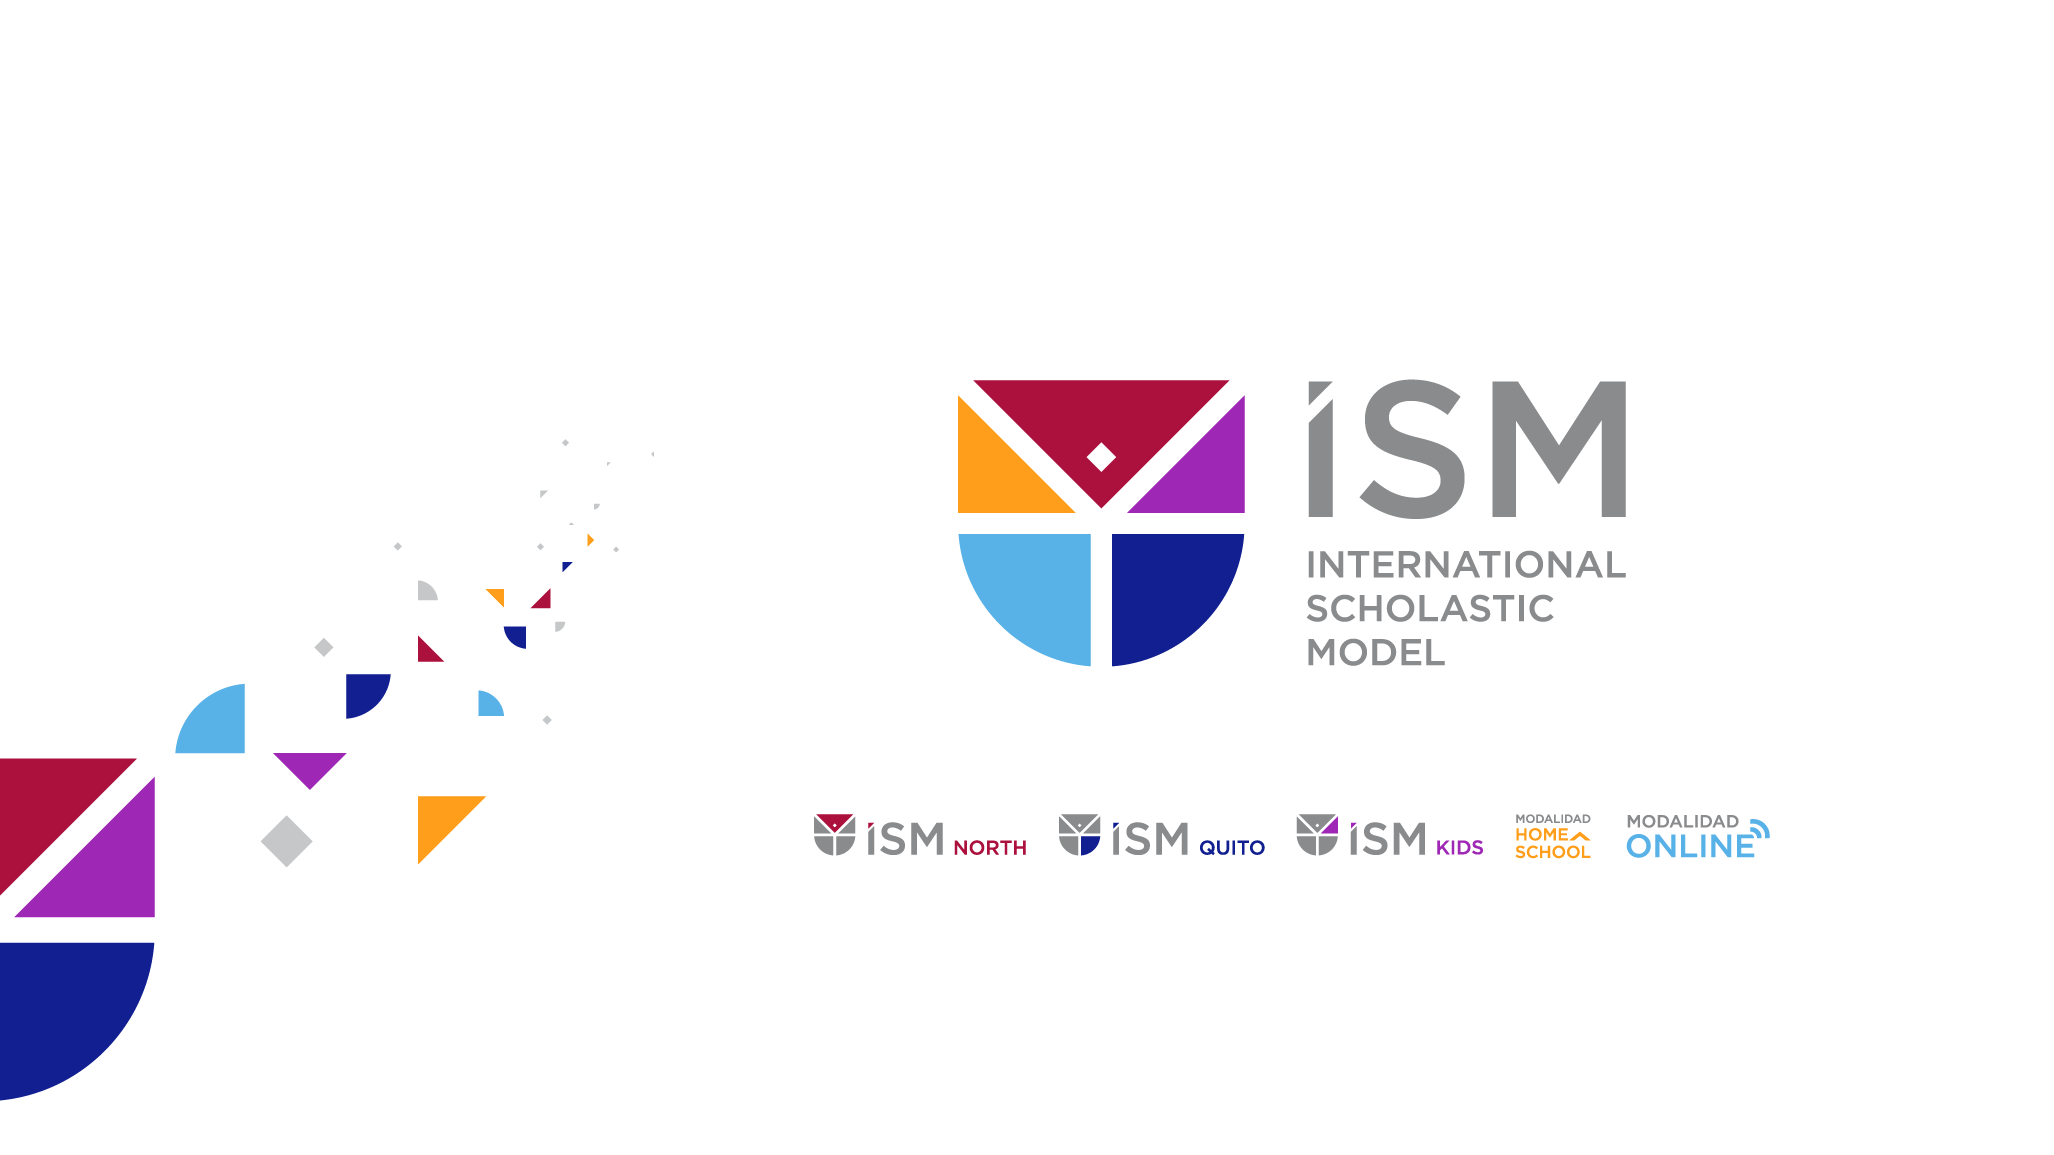 iSM
INTERNATIONAL
SCHOLASTIC
MODEL
iSM NORTH
iSM QUITO
iSM KIDS
MODALIDAD
HOME
SCHOOL
MODALIDAD
ONLINE